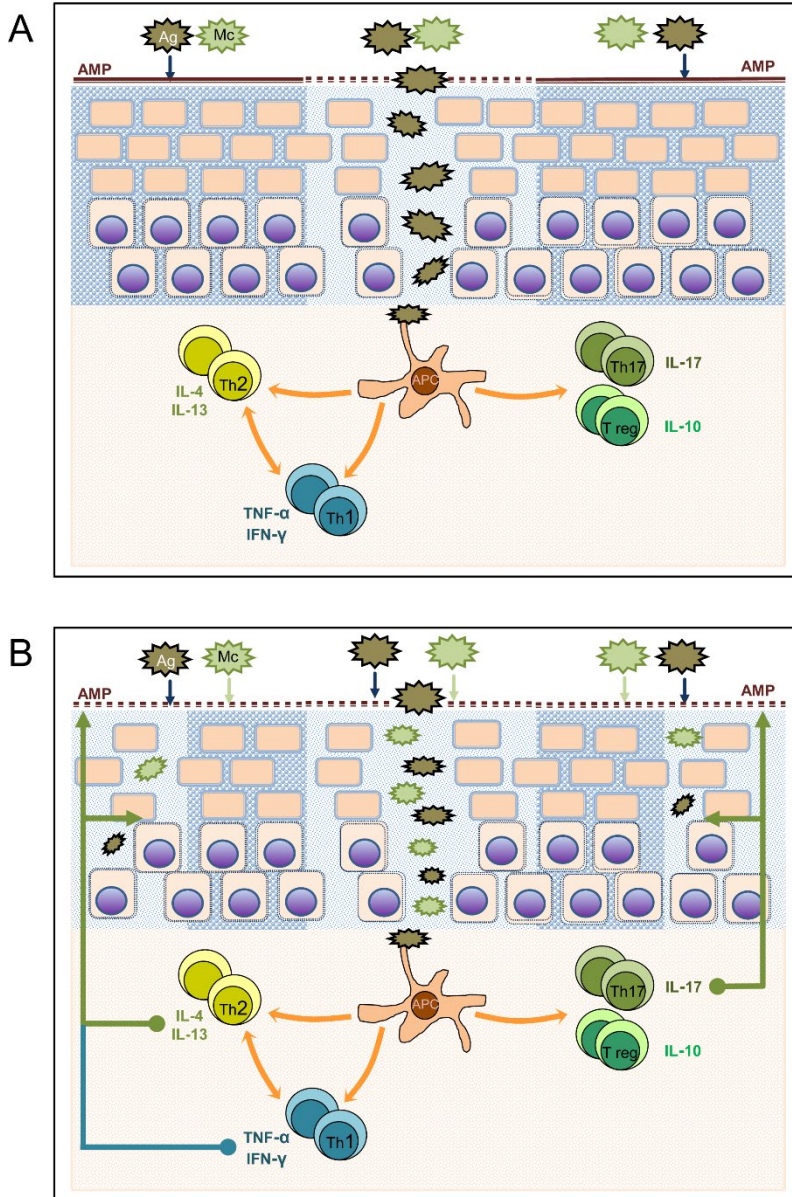 A
Ag
Mc
AMP
AMP
APC
Th2
IL-4
IL-13
Th17
IL-17
T reg
IL-10
TNF-α
IFN-γ
Th1
B
Ag
Mc
AMP
AMP
APC
Th2
IL-4
IL-13
Th17
IL-17
T reg
IL-10
TNF-α
IFN-γ
Th1